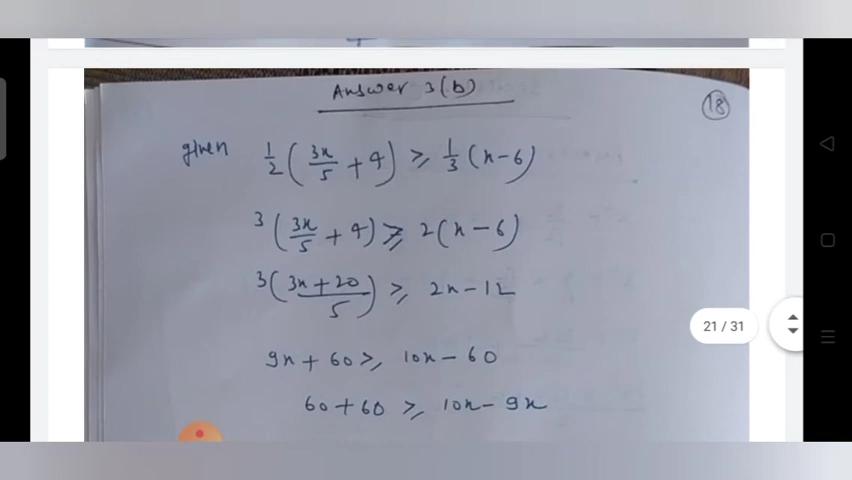 Answer 3(b)
18
given 1/2 (3x/5 + 4) ≥ 1/3 (x-6)
3 (3x/5 + 4) ≥ 2(x-6)
3 ((3x+20)/5) ≥ 2x-12
21 / 31
9x + 60 ≥ 10x - 60
60+60 ≥ 10x - 9x